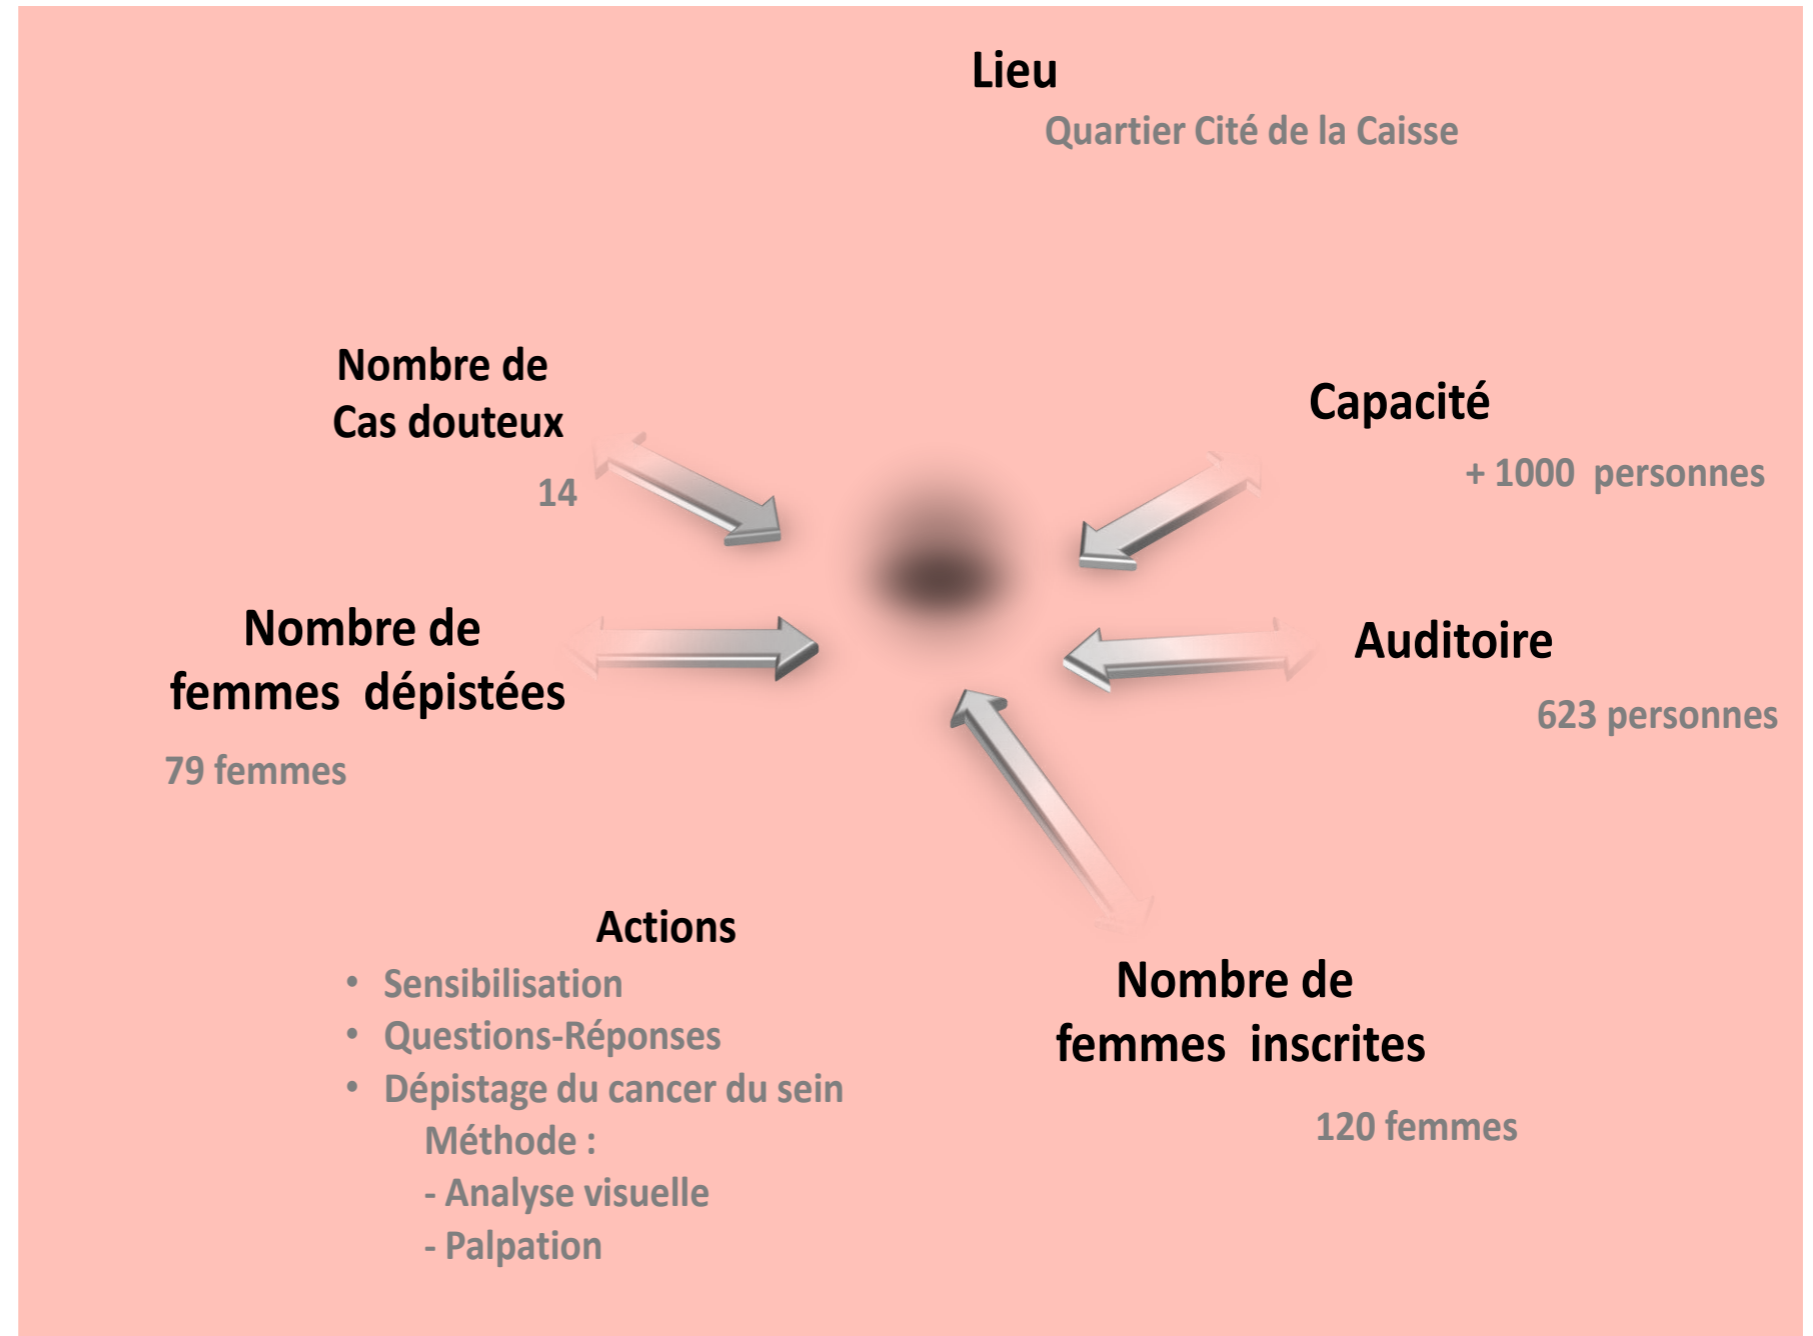 Lieu
Quartier Cité de la Caisse
Nombre de
Cas douteux
14
Capacité
+ 1000 personnes
Nombre de
femmes dépistées
79 femmes
Auditoire
623 personnes
Actions
• Sensibilisation
• Questions-Réponses
• Dépistage du cancer du sein
Méthode :
- Analyse visuelle
- Palpation
Nombre de
femmes inscrites
120 femmes